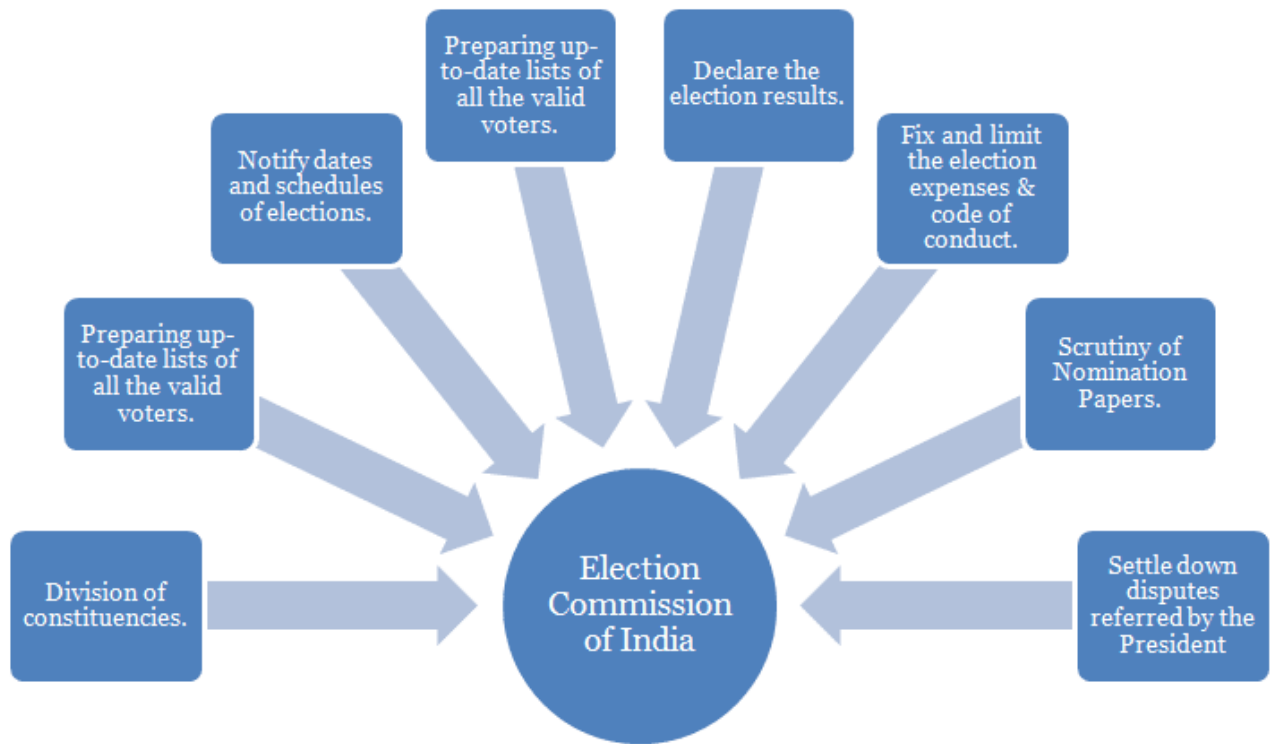 Division of
constituencies.
Preparing up-
to-date lists of
all the valid
voters.
Notify dates
and schedules
of elections.
Preparing up-
to-date lists of
all the valid
voters.
Declare the
election results.
Fix and limit
the election
expenses &
code of
conduct.
Scrutiny of
Nomination
Papers.
Settle down
disputes
referred by the
President
Election
Commission
of India